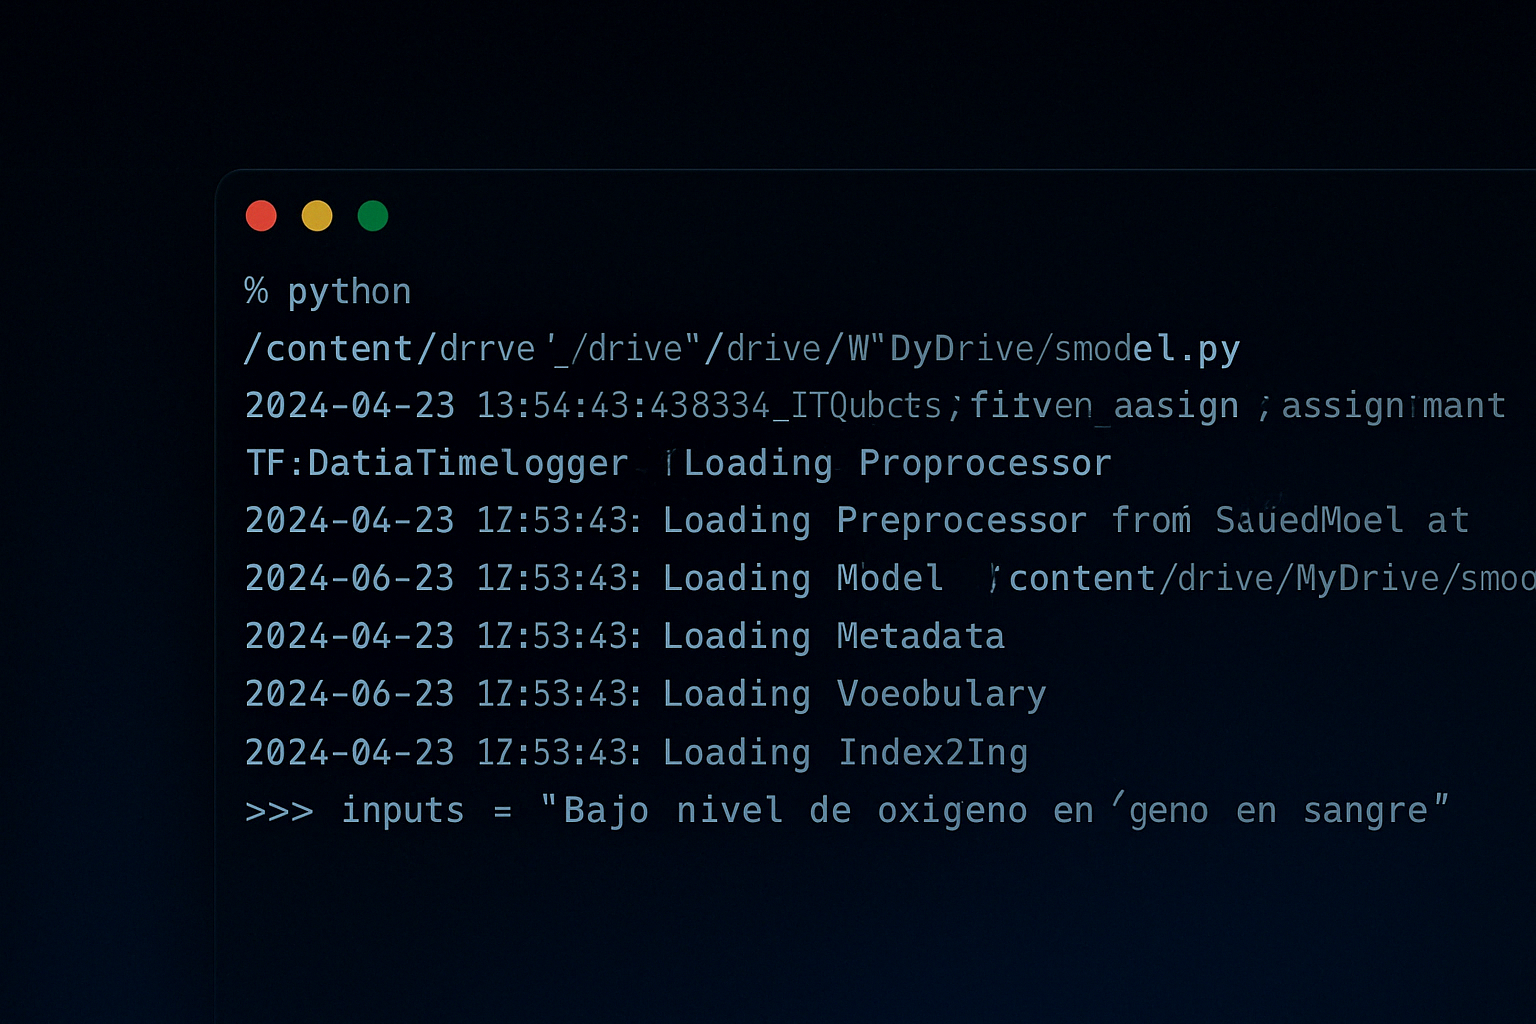 % python
/content/drrve '_/drive"/drive/W"DyDrive/smodel.py
2024-04-23 13:54:43:438334_ITQubcts;fitven_aasign ;assign mant
TF:DatiaTimelogger Loading Proprocessor
2024-04-23 17:53:43: Loading Preprocessor from SauedMoel at
2024-06-23 17:53:43: Loading Model ;content/drive/MyDrive/smoo
2024-04-23 17:53:43: Loading Metadata
2024-06-23 17:53:43: Loading Voeobulary
2024-04-23 17:53:43: Loading Index2Ing
>>> inputs = "Bajo nivel de oxigeno en ′geno en sangre"